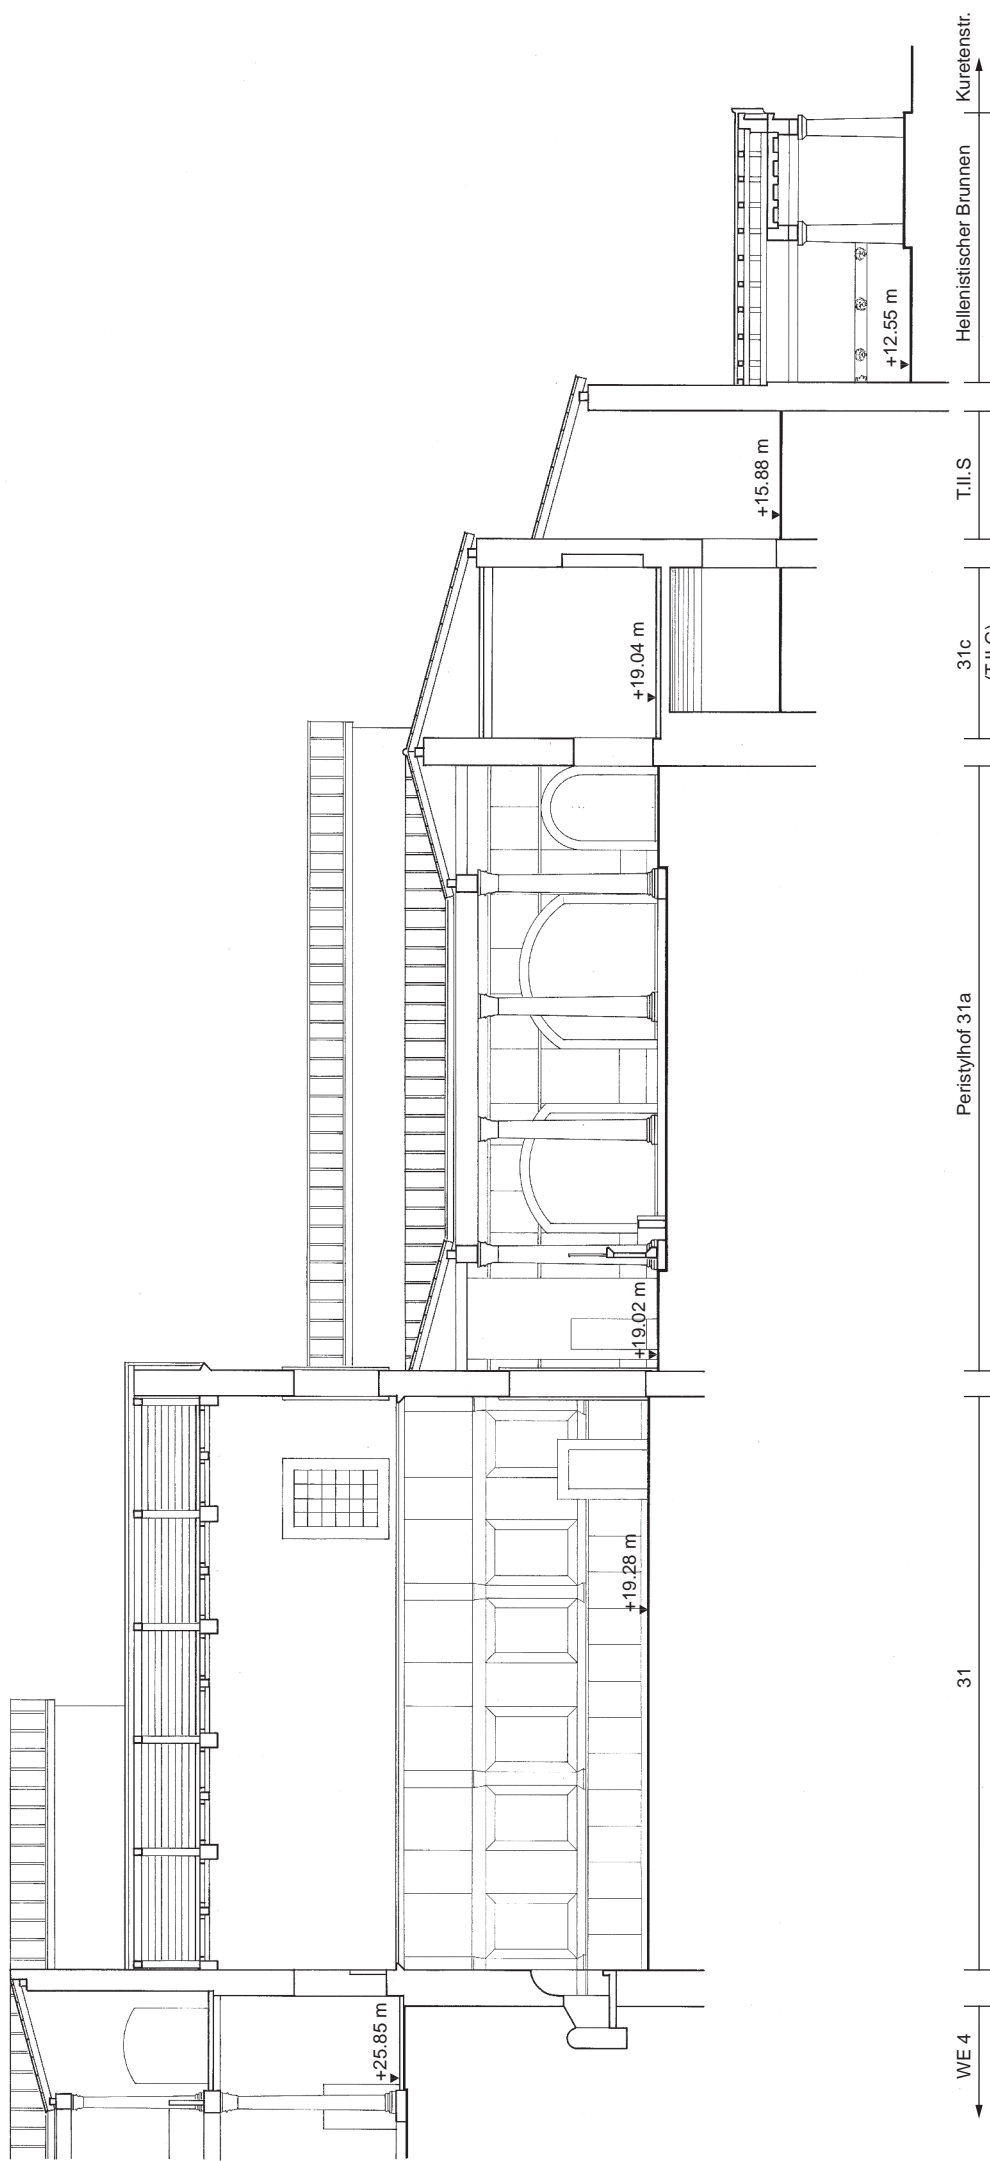 +25.85 m
+19.28 m
+19.02 m
+19.04 m
+15.88 m
+12.55 m
WE 4
31
Peristylhof 31a
31c
T.II.S
Hellenistischer Brunnen
Kuretenstr.